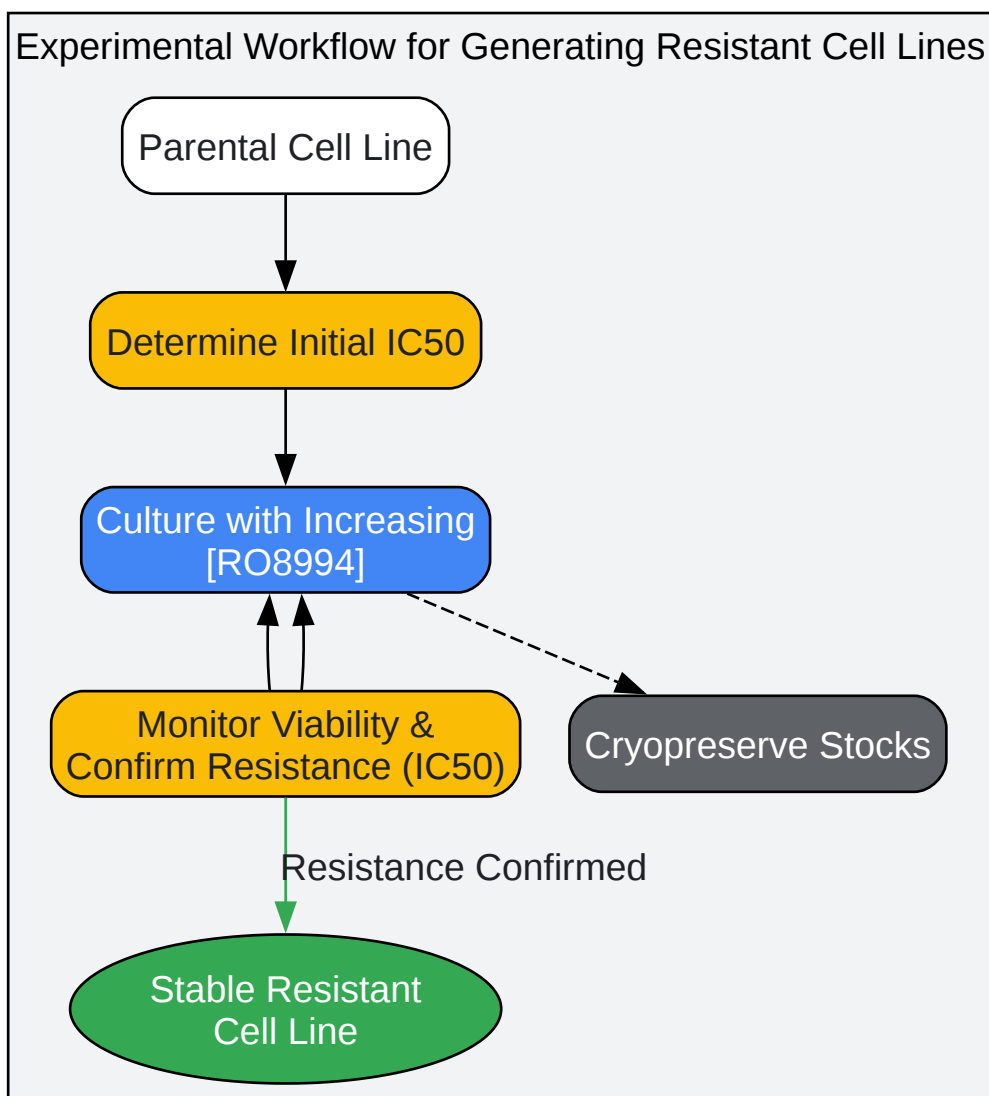 Experimental Workflow for Generating Resistant Cell Lines
Parental Cell Line
Determine Initial IC50
Culture with Increasing
[RO8994]
Monitor Viability &
Confirm Resistance (IC50)
Cryopreserve Stocks
Resistance Confirmed
Stable Resistant
Cell Line